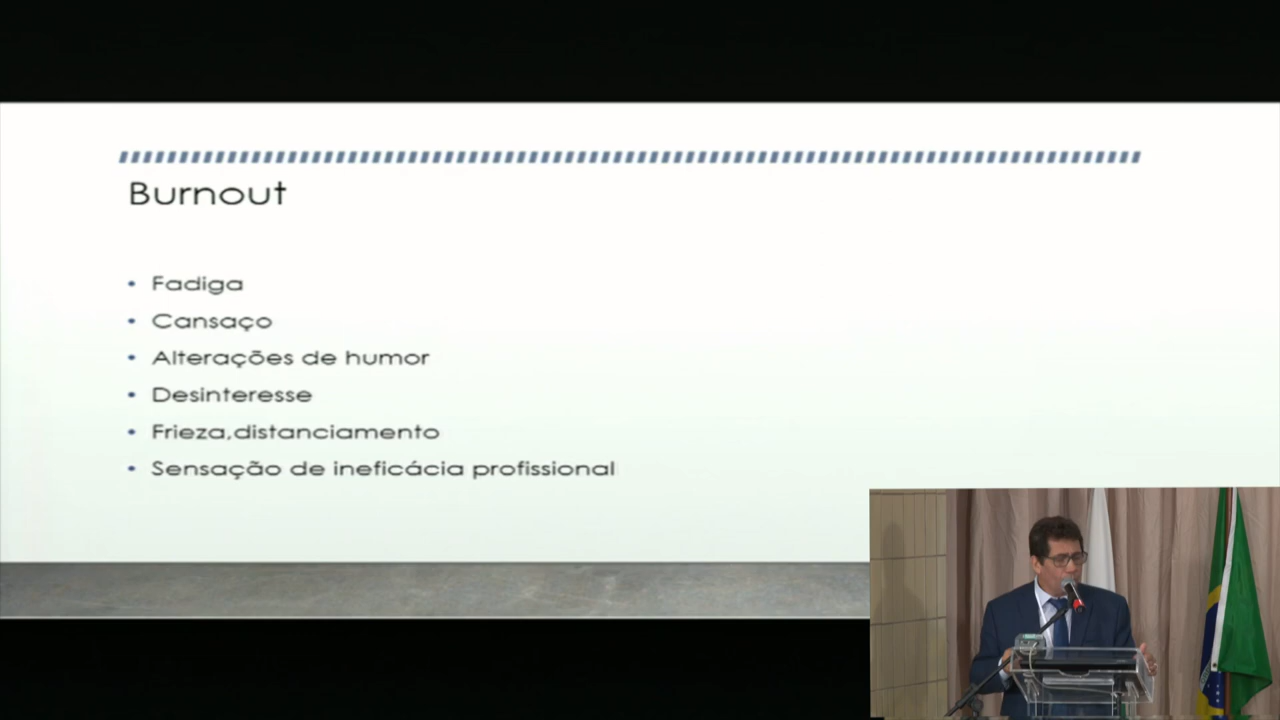 Burnout
• Fadiga
• Cansaço
• Alterações de humor
• Desinteresse
• Frieza,distanciamento
• Sensação de ineficácia profissional